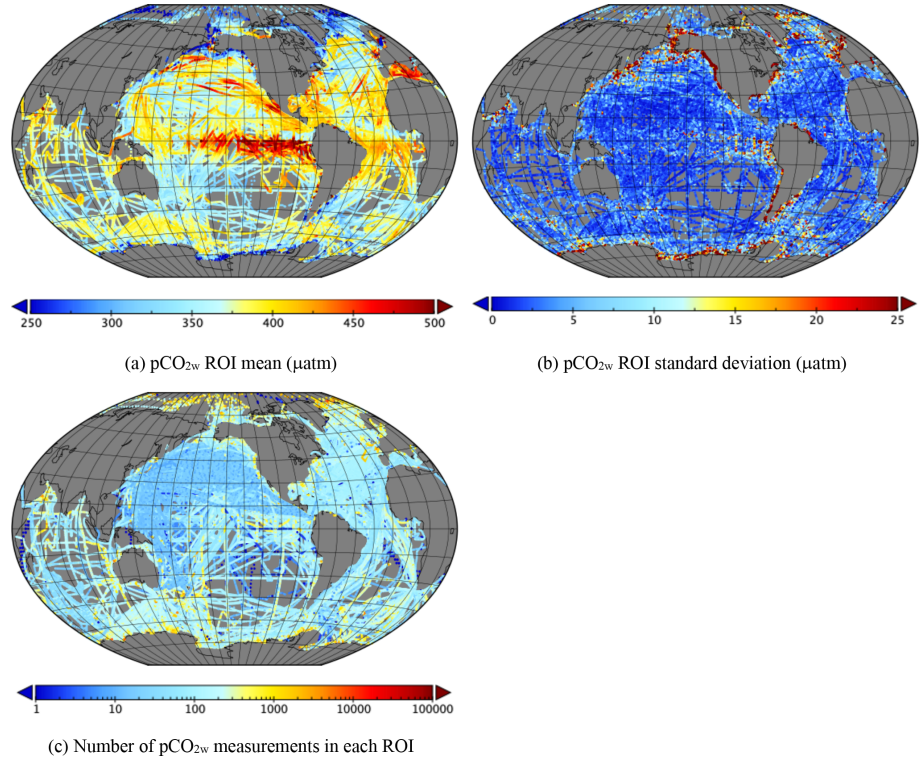 250 300 350 400 450 500
0 5 10 15 20 25
(a) pCO₂w ROI mean (µatm)
(b) pCO₂w ROI standard deviation (µatm)
1 10 100 1000 10000 100000
(c) Number of pCO₂w measurements in each ROI